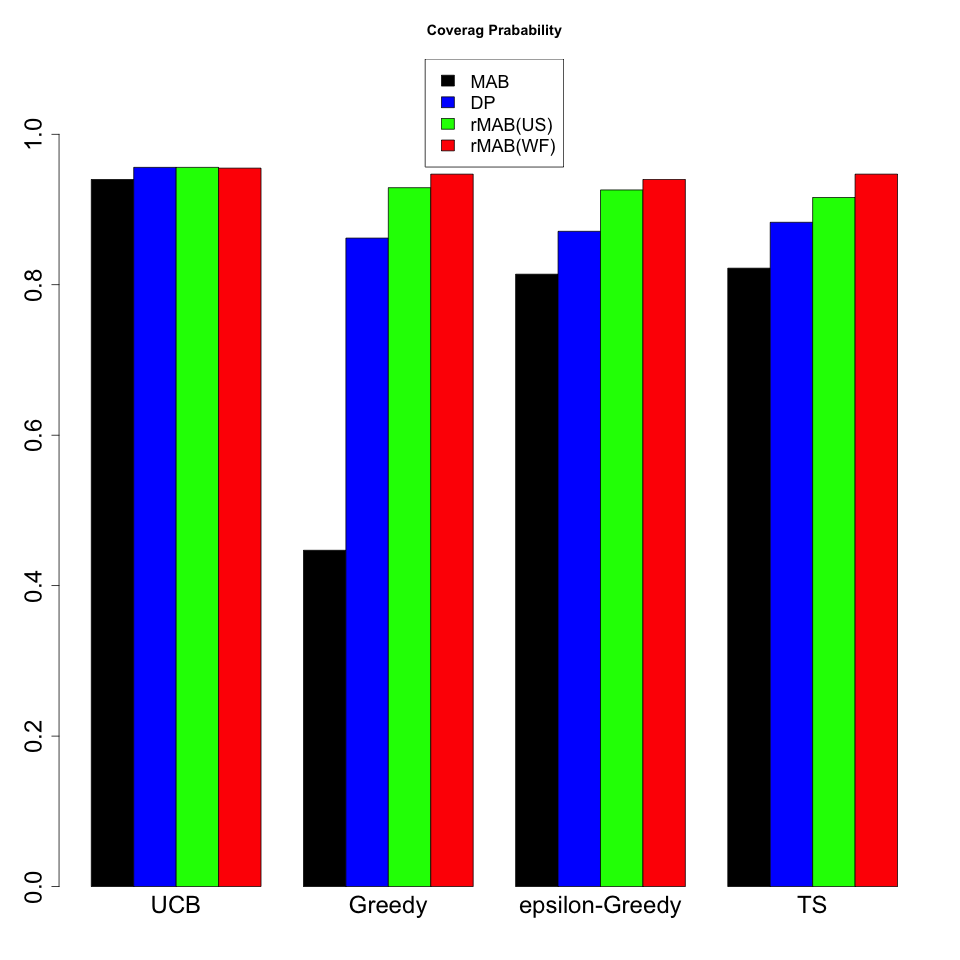 Coverag Prabability
MAB
DP
rMAB(US)
rMAB(WF)
1.0
0.8
0.6
0.4
0.2
0.0
UCB Greedy epsilon-Greedy TS